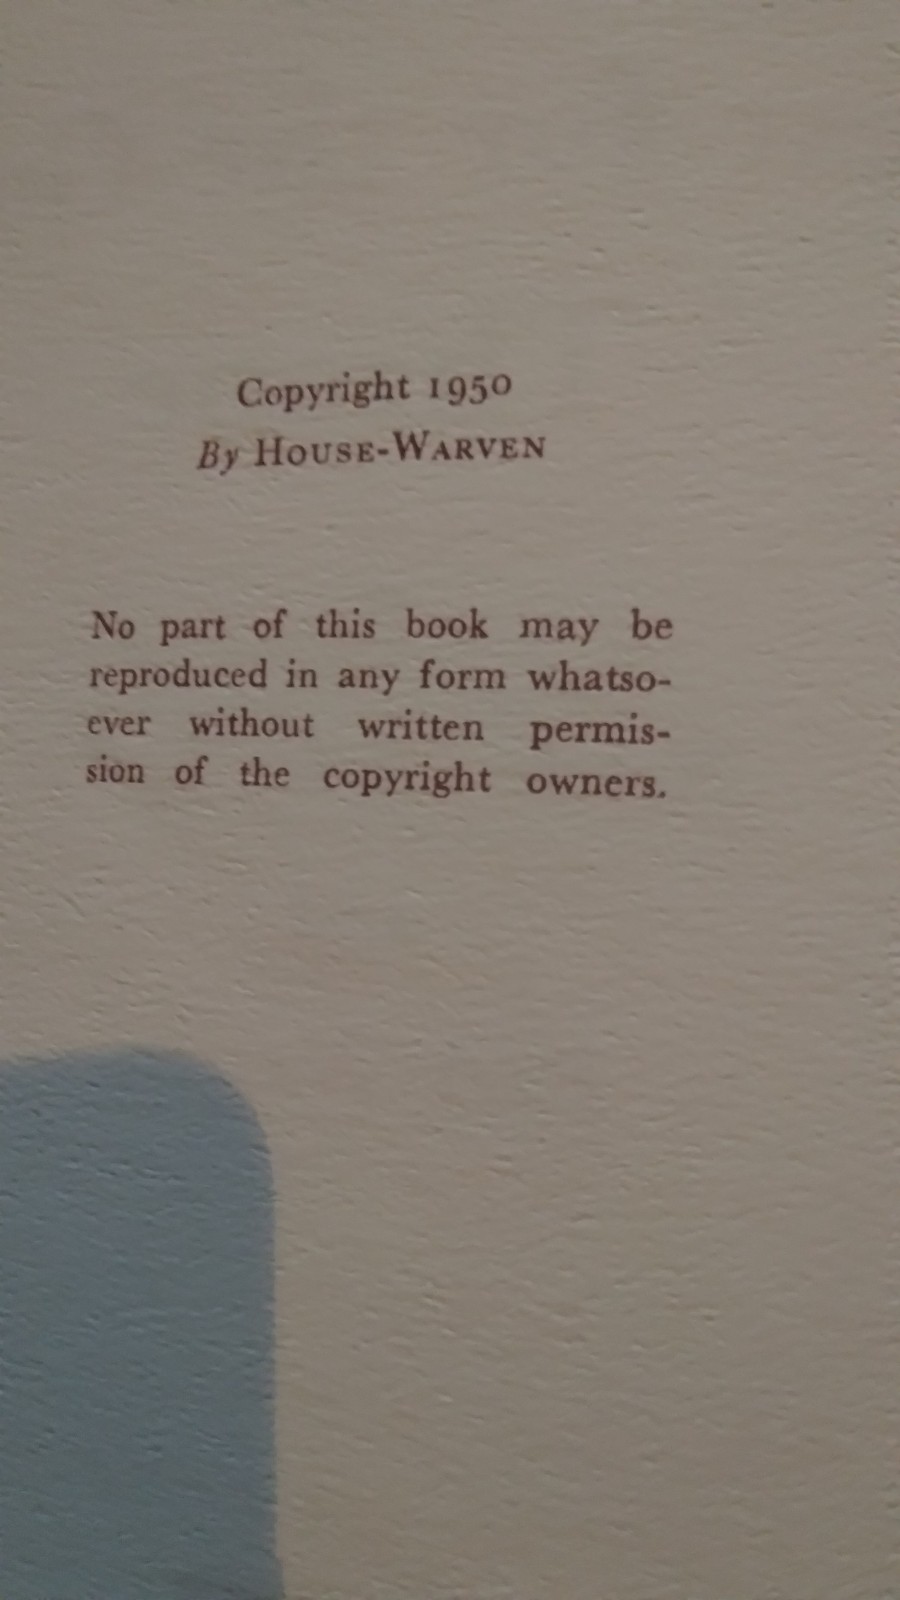 Copyright 1950
By HOUSE-WARVEN
No part of this book may be
reproduced in any form whatso-
ever without written permis-
sion of the copyright owners.